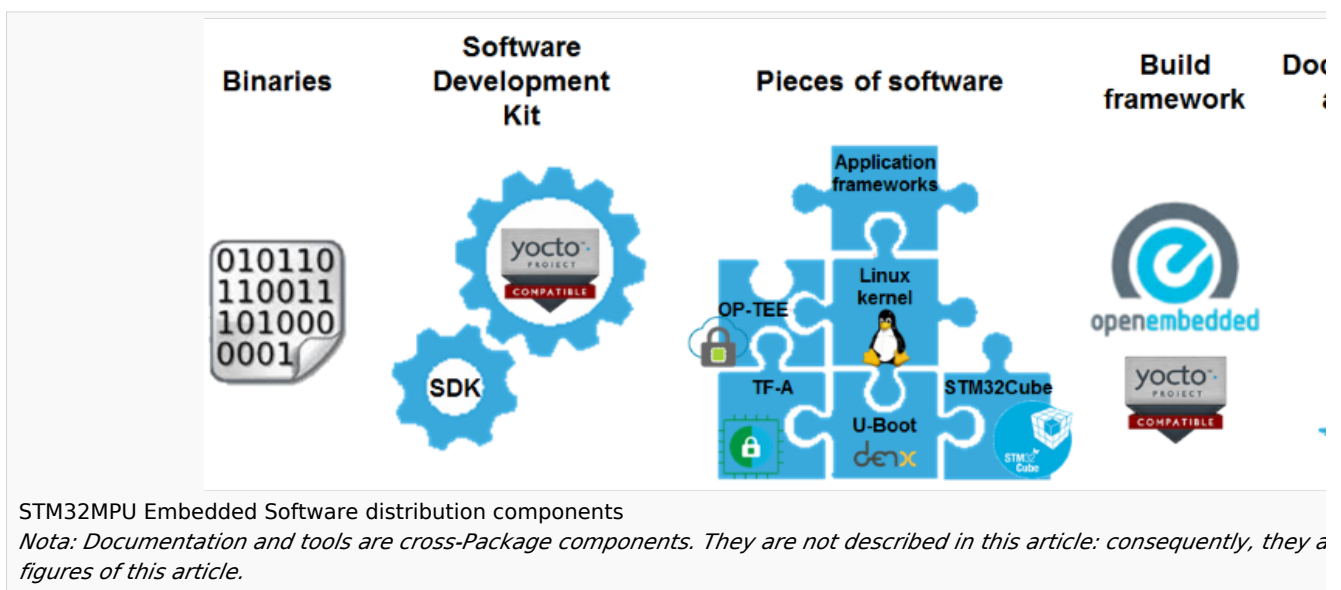 Binaries
Software
Development
Kit
Pieces of software
Build
framework
010110
110011
101000
0001
yocto
PROJECT
COMPATIBLE
SDK
Application
frameworks
OP-TEE
Linux
kernel
TF-A
U-Boot
denx
STM32Cube
STM32
Cube
openembedded
yocto
PROJECT
COMPATIBLE
STM32MPU Embedded Software distribution components
Nota: Documentation and tools are cross-Package components. They are not described in this article: consequently, they a
figures of this article.